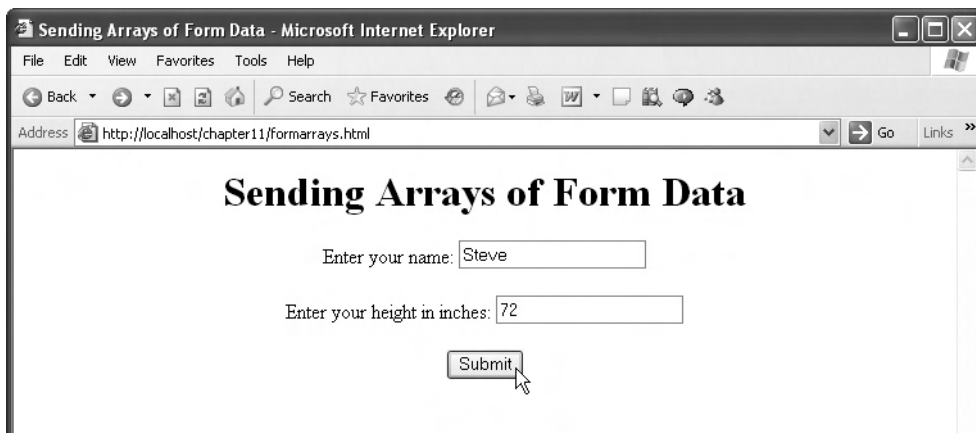 Sending Arrays of Form Data - Microsoft Internet Explorer
File Edit View Favorites Tools Help
Back Search Favorites
Address http://localhost/chapter11/formarrays.html Go Links »
Sending Arrays of Form Data
Enter your name: Steve
Enter your height in inches: 72
Submit